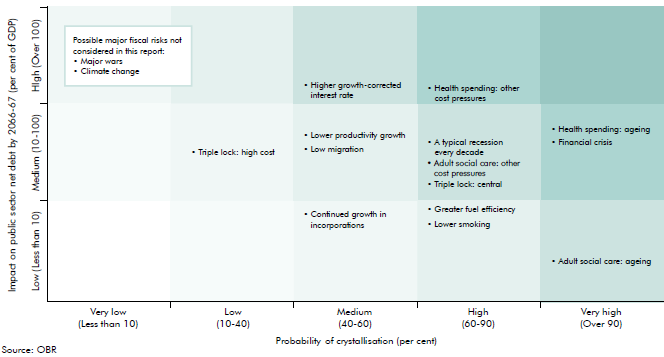 Impact on public sector net debt by 2066-67 (per cent of GDP)
High (Over 100)
Medium (10-100)
Low (Less than 10)
Possible major fiscal risks not
considered in this report:
• Major wars
• Climate change
• Higher growth-corrected
interest rate
• Health spending: other
cost pressures
• Triple lock: high cost
• Lower productivity growth
• Low migration
• A typical recession
every decade
• Adult social care: other
cost pressures
• Triple lock: central
• Health spending: ageing
• Financial crisis
• Continued growth in
incorporations
• Greater fuel efficiency
• Lower smoking
• Adult social care: ageing
Very low
(Less than 10)
Low
(10-40)
Medium
(40-60)
High
(60-90)
Very high
(Over 90)
Probability of crystallisation (per cent)
Source: OBR